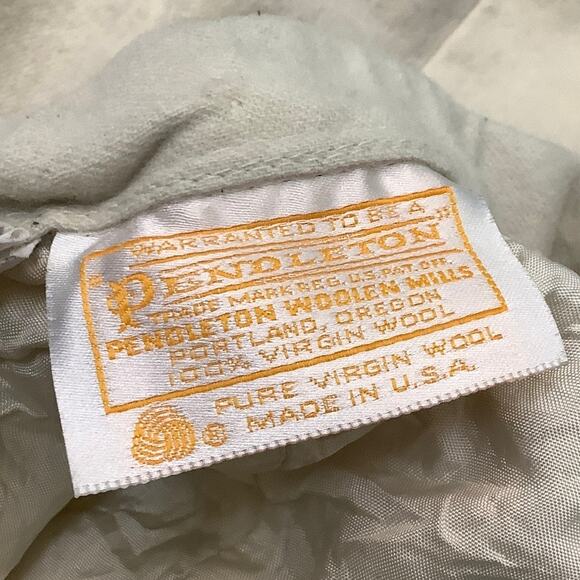 WARRANTED TO BE A
PENDLETON
TRADE MARK REG. U.S. PAT. OFF.
PENDLETON WOOLEN MILLS
PORTLAND, OREGON
100% VIRGIN WOOL
PURE VIRGIN WOOL
MADE IN U.S.A.